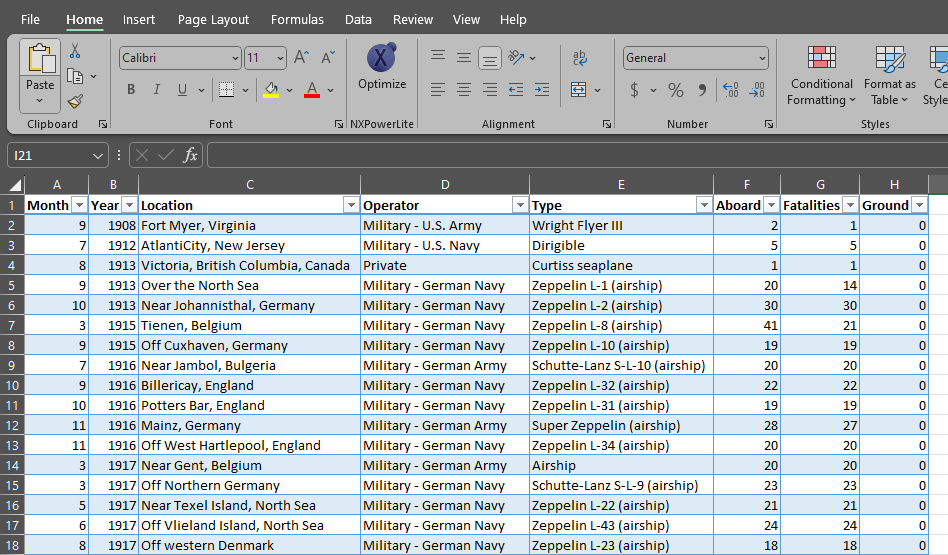 File Home Insert Page Layout Formulas Data Review View Help
Calibri 11 A^ Aˇ ab General
Paste B I U A Optimize $ % Conditional Format as Ce
Formatting Table Style
Clipboard Font NXPowerLite Alignment Number Styles
I21 fx
A B C D E F G H
1 Month Year Location Operator Type Aboard Fatalities Ground
2 9 1908 Fort Myer, Virginia Military - U.S. Army Wright Flyer III 2 1 0
3 7 1912 AtlantiCity, New Jersey Military - U.S. Navy Dirigible 5 5 0
4 8 1913 Victoria, British Columbia, Canada Private Curtiss seaplane 1 1 0
5 9 1913 Over the North Sea Military - German Navy Zeppelin L-1 (airship) 20 14 0
6 10 1913 Near Johannisthal, Germany Military - German Navy Zeppelin L-2 (airship) 30 30 0
7 3 1915 Tienen, Belgium Military - German Navy Zeppelin L-8 (airship) 41 21 0
8 9 1915 Off Cuxhaven, Germany Military - German Navy Zeppelin L-10 (airship) 19 19 0
9 7 1916 Near Jambol, Bulgeria Military - German Army Schutte-Lanz S-L-10 (airship) 20 20 0
10 9 1916 Billericay, England Military - German Navy Zeppelin L-32 (airship) 22 22 0
11 10 1916 Potters Bar, England Military - German Navy Zeppelin L-31 (airship) 19 19 0
12 11 1916 Mainz, Germany Military - German Army Super Zeppelin (airship) 28 27 0
13 11 1916 Off West Hartlepool, England Military - German Navy Zeppelin L-34 (airship) 20 20 0
14 3 1917 Near Gent, Belgium Military - German Army Airship 20 20 0
15 3 1917 Off Northern Germany Military - German Navy Schutte-Lanz S-L-9 (airship) 23 23 0
16 5 1917 Near Texel Island, North Sea Military - German Navy Zeppelin L-22 (airship) 21 21 0
17 6 1917 Off Vlieland Island, North Sea Military - German Navy Zeppelin L-43 (airship) 24 24 0
18 8 1917 Off western Denmark Military - German Navy Zeppelin L-23 (airship) 18 18 0